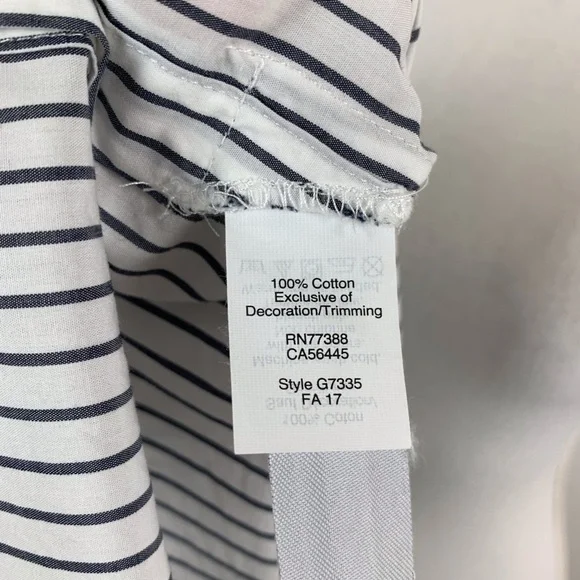 100% Cotton
Exclusive of
Decoration/Trimming
RN77388
CA56445
Style G7335
FA 17